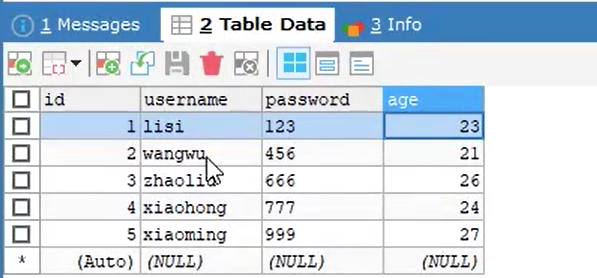 1 Messages 2 Table Data 3 Info
id username password age
1 lisi 123 23
2 wangwu 456 21
3 zhaoliu 666 26
4 xiaohong 777 24
5 xiaoming 999 27
* (Auto) (NULL) (NULL) (NULL)